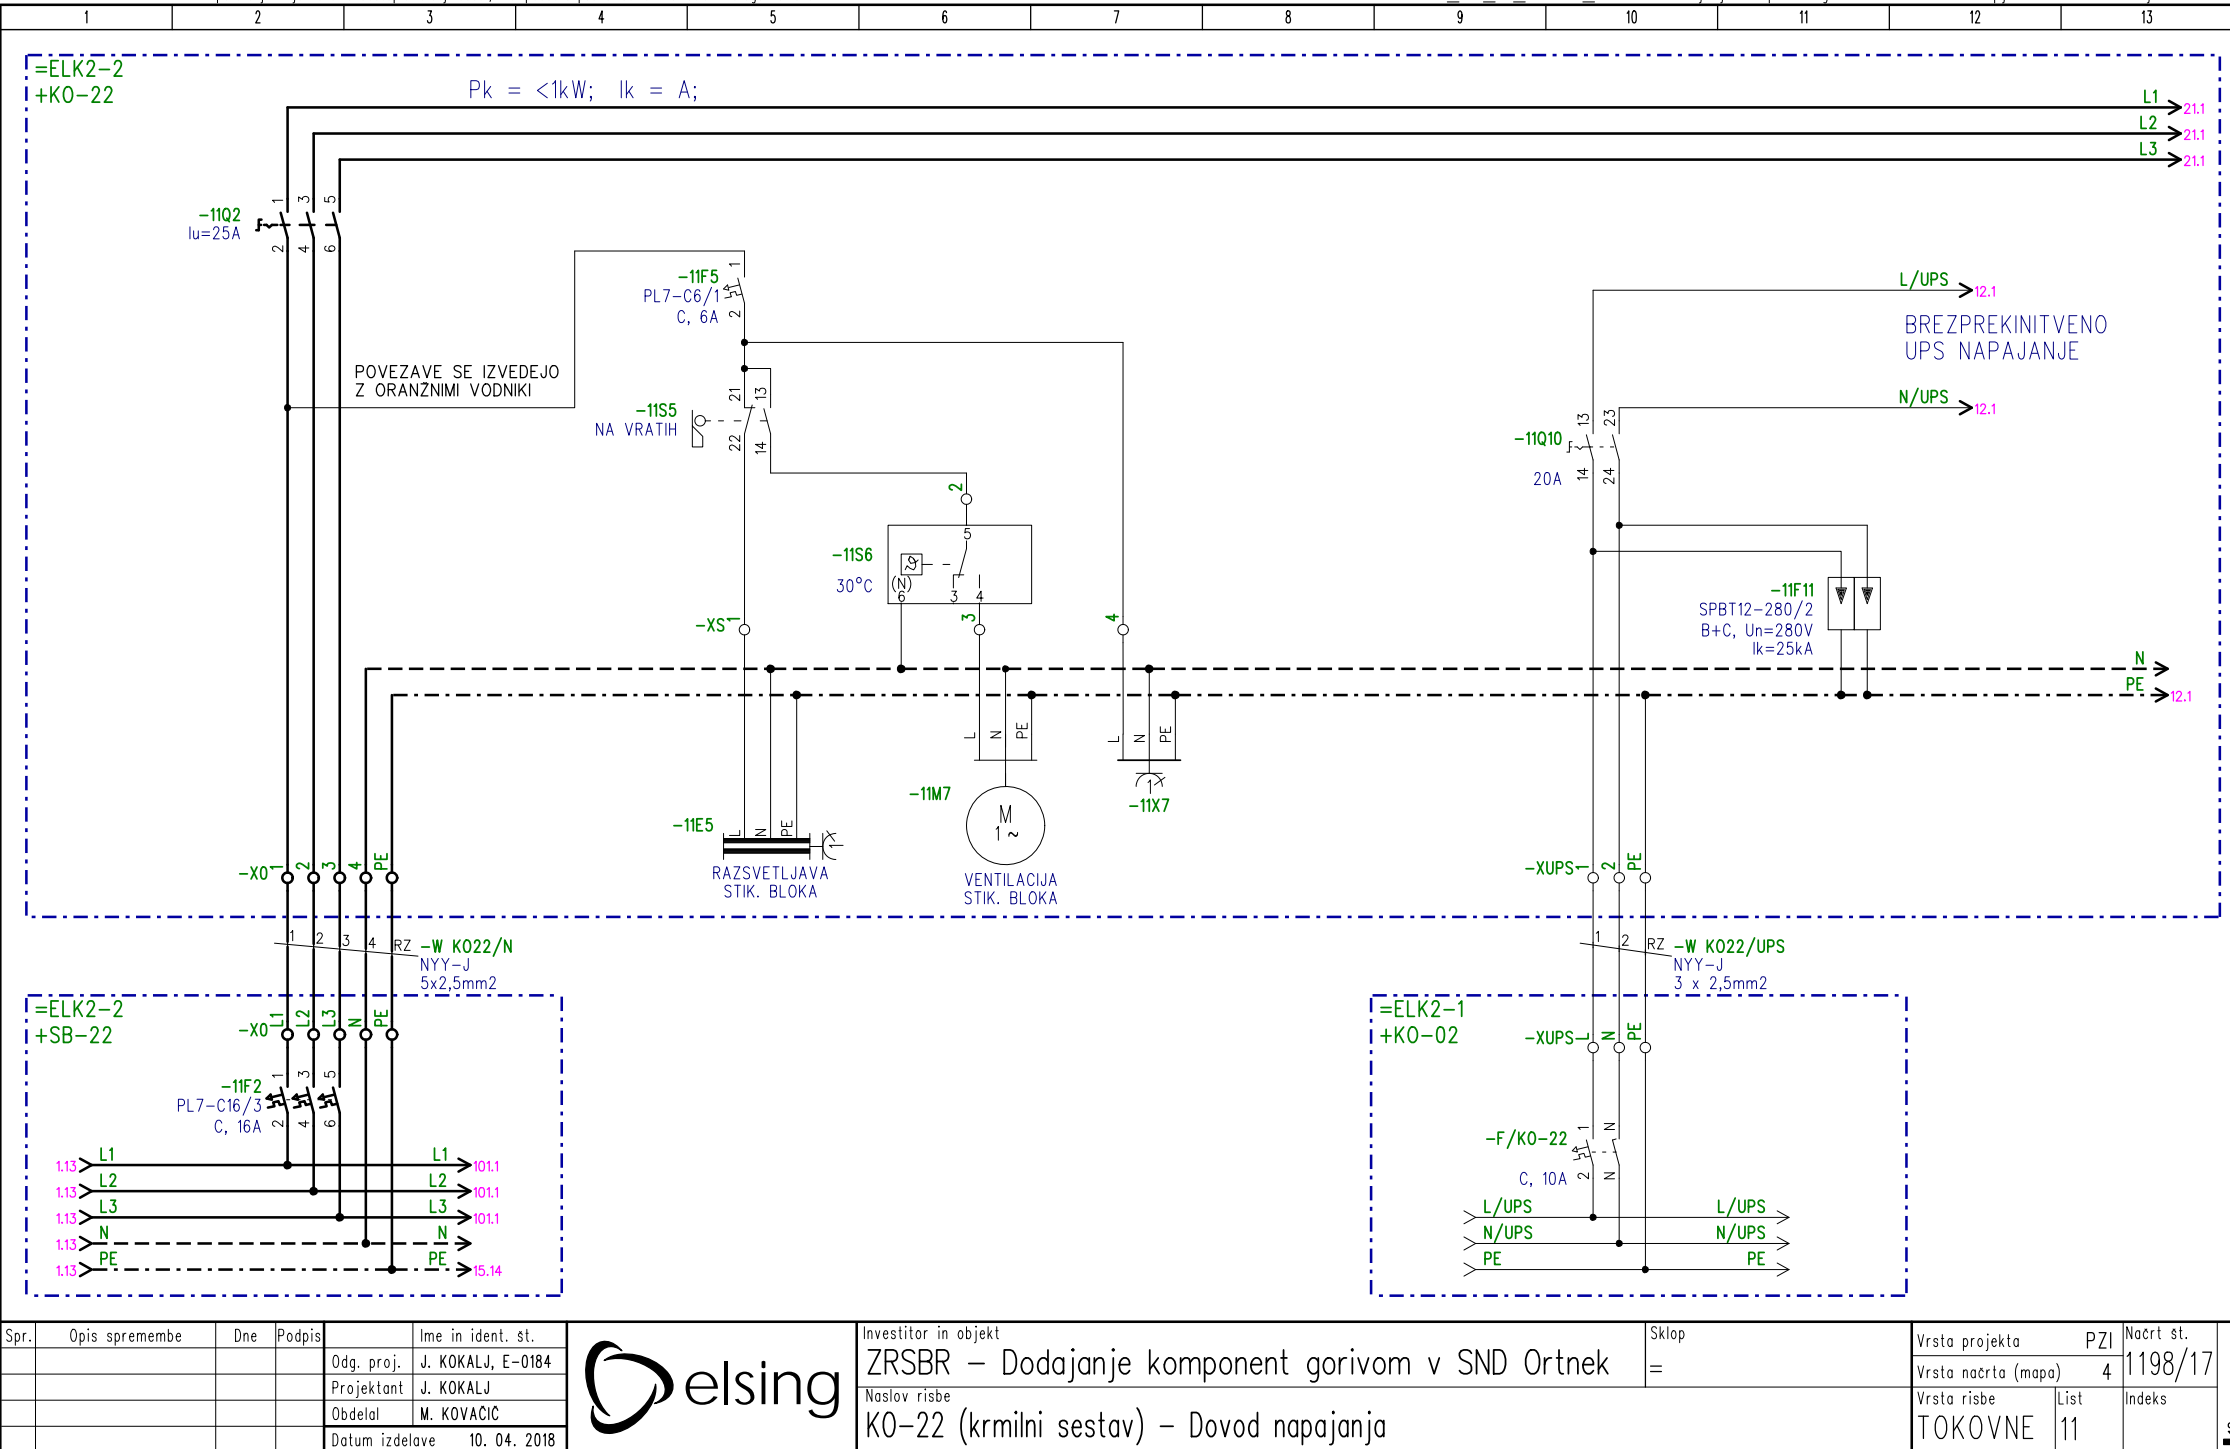 1 2 3 4 5 6 7 8 9 10 11 12 13
=ELK2-2
+KO-22
Pk = <1kW; Ik = A;
L1 21.1
L2 21.1
L3 21.1
1 3 5
-11Q2
Iu=25A
2 4 6
-11F5
PL7-C6/1
C, 6A
1
2
L/UPS 12.1
BREZPREKINITVENO
UPS NAPAJANJE
N/UPS 12.1
POVEZAVE SE IZVEDEJO
Z ORANŽNIMI VODNIKI
21 13
-11S5
NA VRATIH
22 14
13 23
-11Q10
20A
14 24
2
5
-11S6
30°C
(N)
6 3 4
-11F11
SPBT12-280/2
B+C, Un=280V
Ik=25kA
-XS 1
3
4
N
PE 12.1
L N PE
L N PE
-11M7
M
1 ~
1
-11X7
-11E5
L N PE
1
RAZSVETLJAVA
STIK. BLOKA
VENTILACIJA
STIK. BLOKA
-X0 1 2 3 4 PE
-XUPS 1 2 PE
1 2 3 4 RZ -W KO22/N
NYY-J
5x2,5mm2
1 2 RZ -W KO22/UPS
NYY-J
3 x 2,5mm2
=ELK2-2
+SB-22
-X0 L1 L2 L3 N PE
=ELK2-1
+KO-02
-XUPS L N PE
1 3 5
-11F2
PL7-C16/3
C, 16A
2 4 6
1 N
-F/KO-22
C, 10A
2 N
1.13 L1 L1 101.1
1.13 L2 L2 101.1
1.13 L3 L3 101.1
1.13 N N
1.13 PE PE 15.14
L/UPS L/UPS
N/UPS N/UPS
PE PE
Spr. Opis spremembe Dne Podpis
Ime in ident. št.
Odg. proj. J. KOKALJ, E-0184
Projektant J. KOKALJ
Obdelal M. KOVAČIČ
Datum izdelave 10. 04. 2018
elsing
Investitor in objekt
ZRSBR - Dodajanje komponent gorivom v SND Ortnek
Naslov risbe
KO-22 (krmilni sestav) - Dovod napajanja
Sklop
=
Vrsta projekta PZI
Vrsta načrta (mapa) 4
Načrt št.
1198/17
Vrsta risbe
TOKOVNE
List
11
Indeks